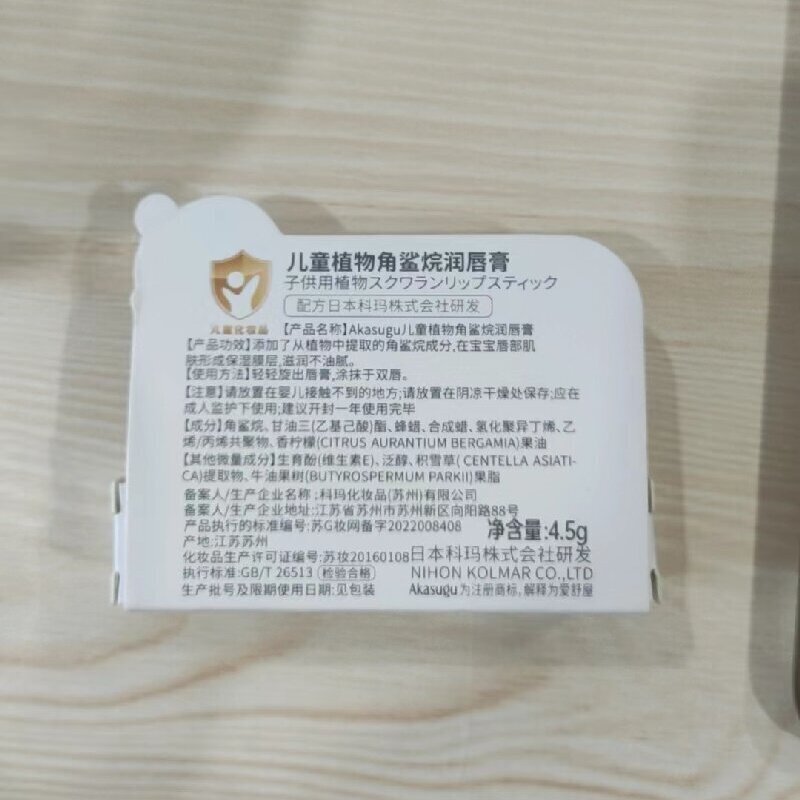 儿童植物角鲨烷润唇膏
子供用植物スクワランリップスティック
配方日本科玛株式会社研发
儿童化妆品
【产品名称】Akasugu儿童植物角鲨烷润唇膏
【产品功效】添加了从植物中提取的角鲨烷成分,在宝宝唇部肌
肤形成保湿膜层,滋润不油腻。
【使用方法】轻轻旋出唇膏,涂抹于双唇。
【注意】请放置在婴儿接触不到的地方;请放置在阴凉干燥处保存;应在
成人监护下使用;建议开封一年使用完毕
【成分】角鲨烷、甘油三(乙基己酸)酯、蜂蜡、合成蜡、氢化聚异丁烯、乙
烯/丙烯共聚物、香柠檬(CITRUS AURANTIUM BERGAMIA)果油
【其他微量成分】生育酚(维生素E)、泛醇、积雪草( CENTELLA ASIATI-
CA)提取物、牛油果树(BUTYROSPERMUM PARKII)果脂
备案人/生产企业名称:科玛化妆品(苏州)有限公司
备案人/生产企业地址:江苏省苏州市苏州新区向阳路88号
产品执行的标准编号:苏G妆网备字2022008408
净含量:4.5g
产地:江苏苏州
化妆品生产许可证编号:苏妆20160108
日本科玛株式会社研发
执行标准:GB/T 26513 检验合格
NIHON KOLMAR CO.,LTD
生产批号及限期使用日期:见包装
Akasugu为注册商标,解释为爱舒屋